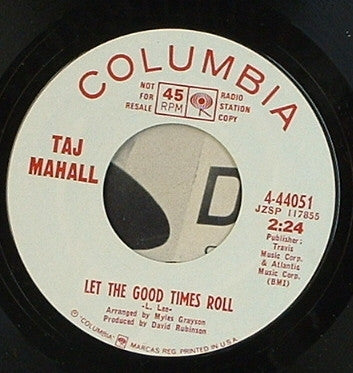 COLUMBIA
NOT FOR RESALE
45 RPM
RADIO STATION COPY
TAJ MAHALL
4-44051
JZSP 117855
2:24
Publisher:
Travis
Music Corp.
& Atlantic
Music Corp.
(BMI)
D
LET THE GOOD TIMES ROLL
-L. Lee-
Arranged by Myles Grayson
Produced by David Rubinson
® "COLUMBIA" MARCAS REG. PRINTED IN U.S.A.